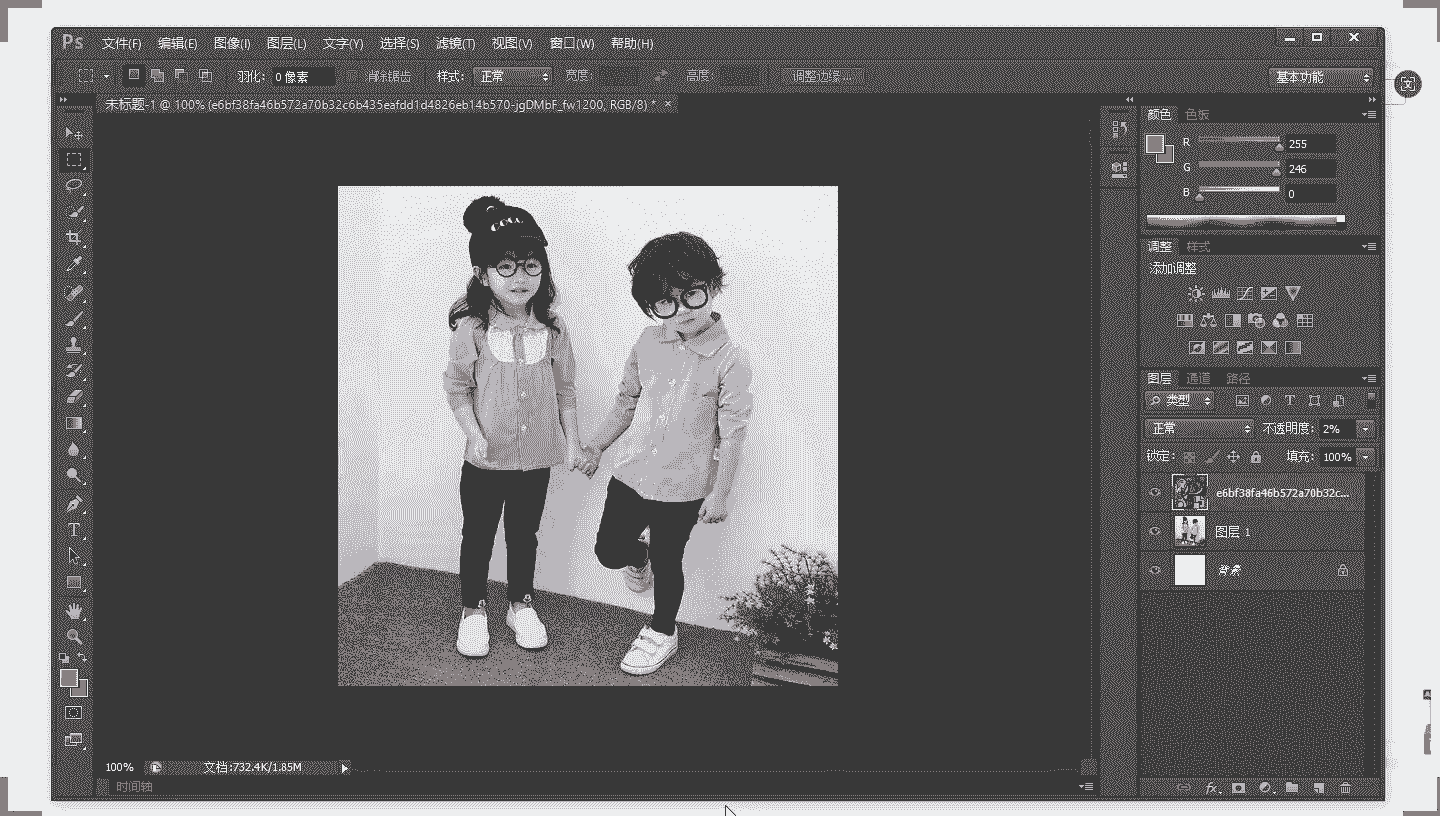 Ps 文件(F) 编辑(E) 图像(I) 图层(L) 文字(Y) 选择(S) 滤镜(T) 视图(V) 窗口(W) 帮助(H)
羽化: 0 像素 消除锯齿 样式: 正常 宽度: 高度: 调整边缘... 基本功能
未标题-1 @ 100% (e6bf38fa46b572a70b32c6b435eafdd1d4826eb14b570-jgDMbF_fw1200, RGB/8) * ×
颜色 色板
R 255
G 246
B 0
调整 样式
添加调整
图层 通道 路径
类型
正常 不透明度: 2%
锁定: 填充: 100%
e6bf38fa46b572a70b32c...
图层 1
背景
fx
100% 文档:732.4K/1.85M
时间轴